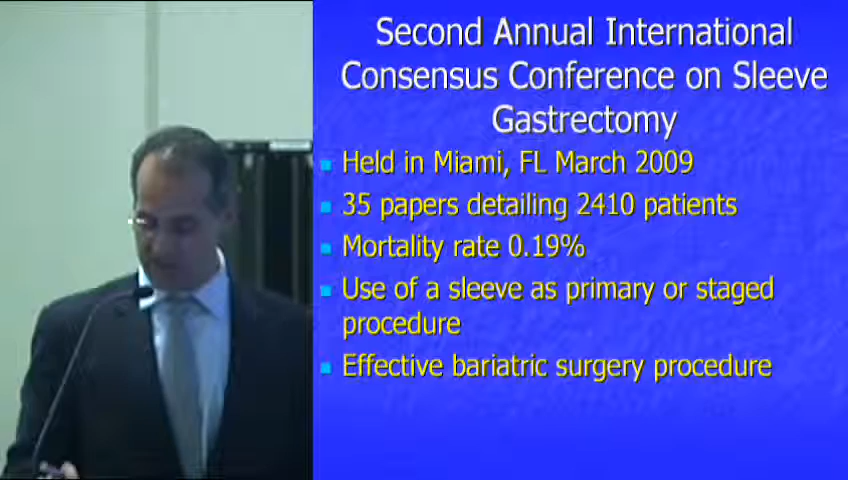 Second Annual International
Consensus Conference on Sleeve
Gastrectomy
Held in Miami, FL March 2009
35 papers detailing 2410 patients
Mortality rate 0.19%
Use of a sleeve as primary or staged
procedure
Effective bariatric surgery procedure